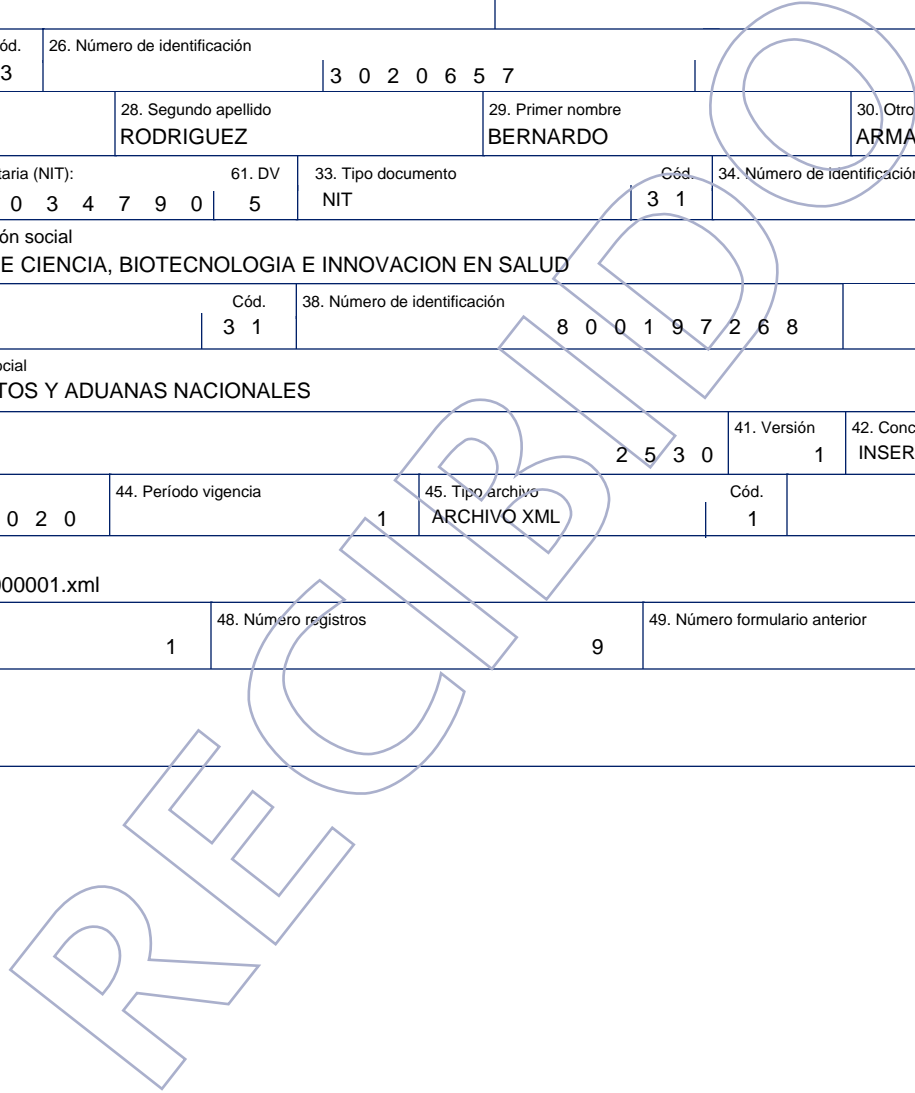 ód. 26. Número de identificación
3 3 0 2 0 6 5 7
28. Segundo apellido 29. Primer nombre 30. Otro
RODRIGUEZ BERNARDO ARMA
taria (NIT): 61. DV 33. Tipo documento Cód. 34. Número de identificación
0 3 4 7 9 0 5 NIT 3 1
ón social
E CIENCIA, BIOTECNOLOGIA E INNOVACION EN SALUD
Cód. 38. Número de identificación
3 1 8 0 0 1 9 7 2 6 8
ocial
TOS Y ADUANAS NACIONALES
41. Versión 42. Conc
2 5 3 0 1 INSER
44. Período vigencia 45. Tipo archivo Cód.
0 2 0 1 ARCHIVO XML 1
000001.xml
48. Número registros 49. Número formulario anterior
1 9
RECIBIDO